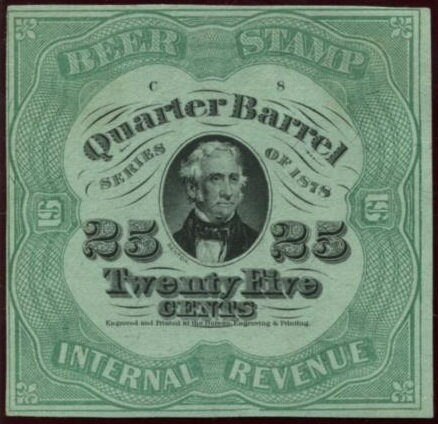 BEER STAMP
C 8
Quarter Barrel
SERIES OF 1878
25 25
Twenty Five
CENTS
Engraved and Printed at the Bureau, Engraving & Printing.
INTERNAL REVENUE